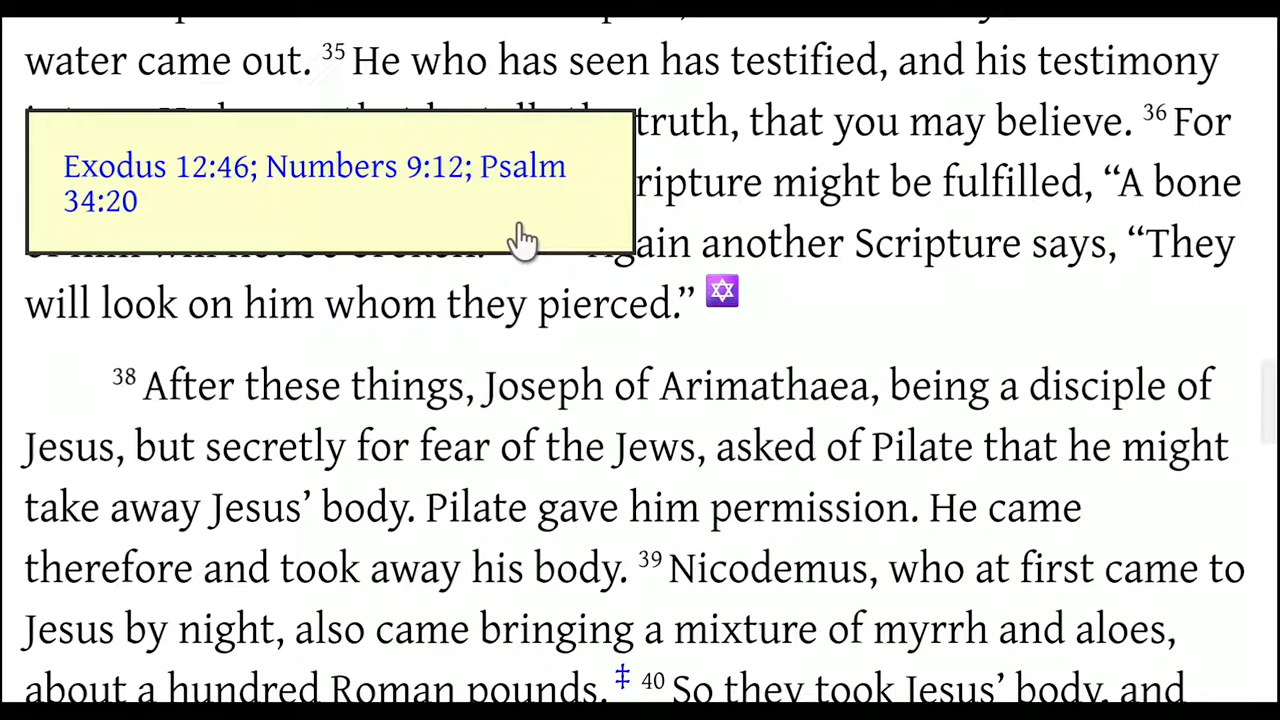 water came out. 35 He who has seen has testified, and his testimony
truth, that you may believe. 36 For
Exodus 12:46; Numbers 9:12; Psalm
34:20
ripture might be fulfilled, “A bone
ain another Scripture says, “They
will look on him whom they pierced.” ✡
38 After these things, Joseph of Arimathaea, being a disciple of
Jesus, but secretly for fear of the Jews, asked of Pilate that he might
take away Jesus’ body. Pilate gave him permission. He came
therefore and took away his body. 39 Nicodemus, who at first came to
Jesus by night, also came bringing a mixture of myrrh and aloes,
about a hundred Roman pounds. ‡ 40 So they took Jesus’ body, and